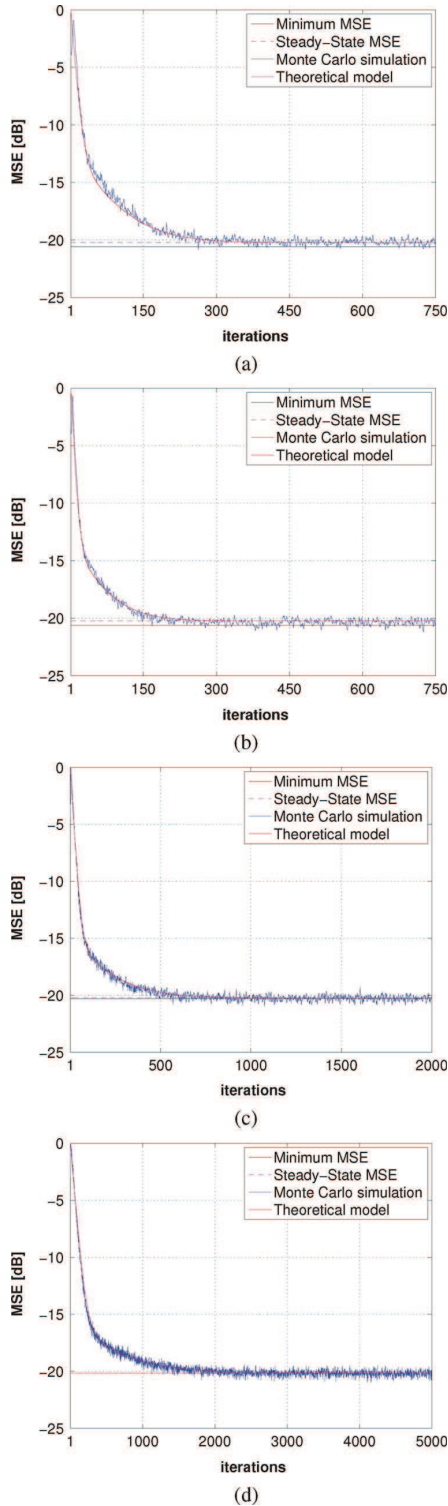 0
−5
−10
−15
−20
−25
MSE [dB]
Minimum MSE
Steady−State MSE
Monte Carlo simulation
Theoretical model
1 150 300 450 600 750
iterations
(a)
0
−5
−10
−15
−20
−25
MSE [dB]
Minimum MSE
Steady−State MSE
Monte Carlo simulation
Theoretical model
1 150 300 450 600 750
iterations
(b)
0
−5
−10
−15
−20
−25
MSE [dB]
Minimum MSE
Steady−State MSE
Monte Carlo simulation
Theoretical model
1 500 1000 1500 2000
iterations
(c)
0
−5
−10
−15
−20
−25
MSE [dB]
Minimum MSE
Steady−State MSE
Monte Carlo simulation
Theoretical model
1 1000 2000 3000 4000 5000
iterations
(d)